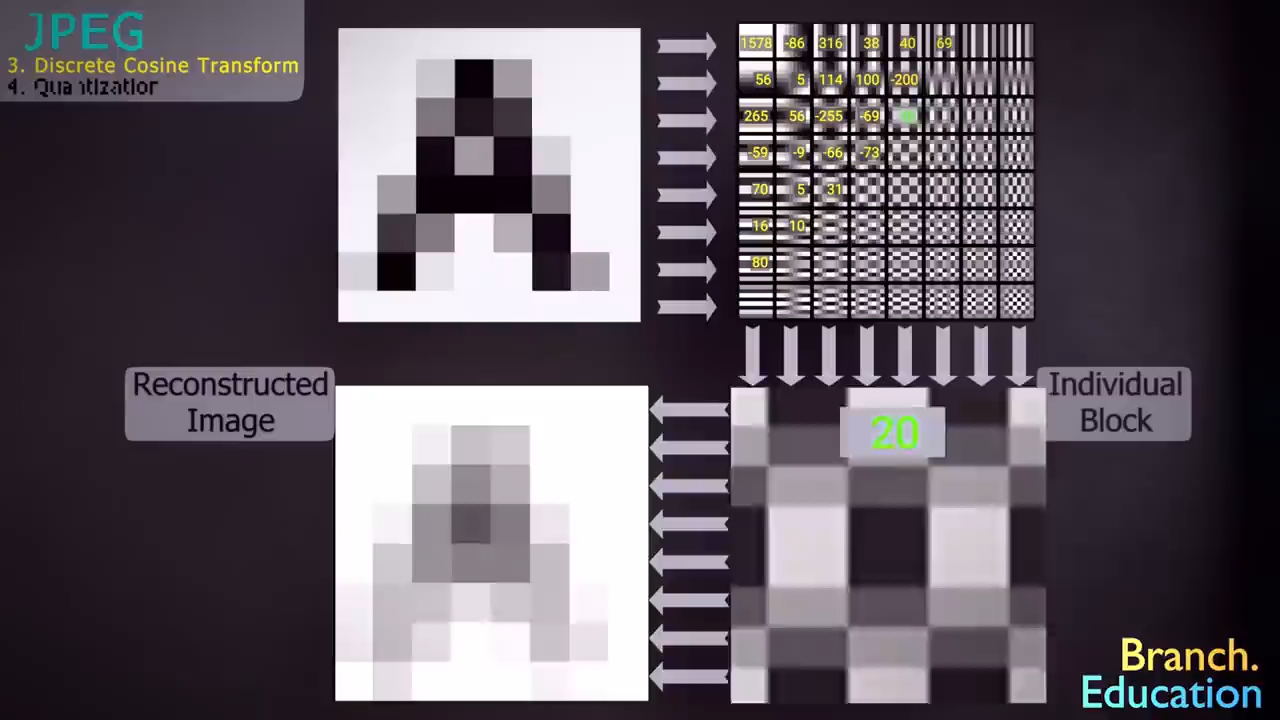 JPEG
3. Discrete Cosine Transform
4. Quantization
1578 -86 316 38 40 69
56 5 114 100 -200
265 56 -255 -69
-59 -9 -66 -73
70 5 31
16 10
80
Reconstructed
Image
Individual
Block
20
Branch.
Education